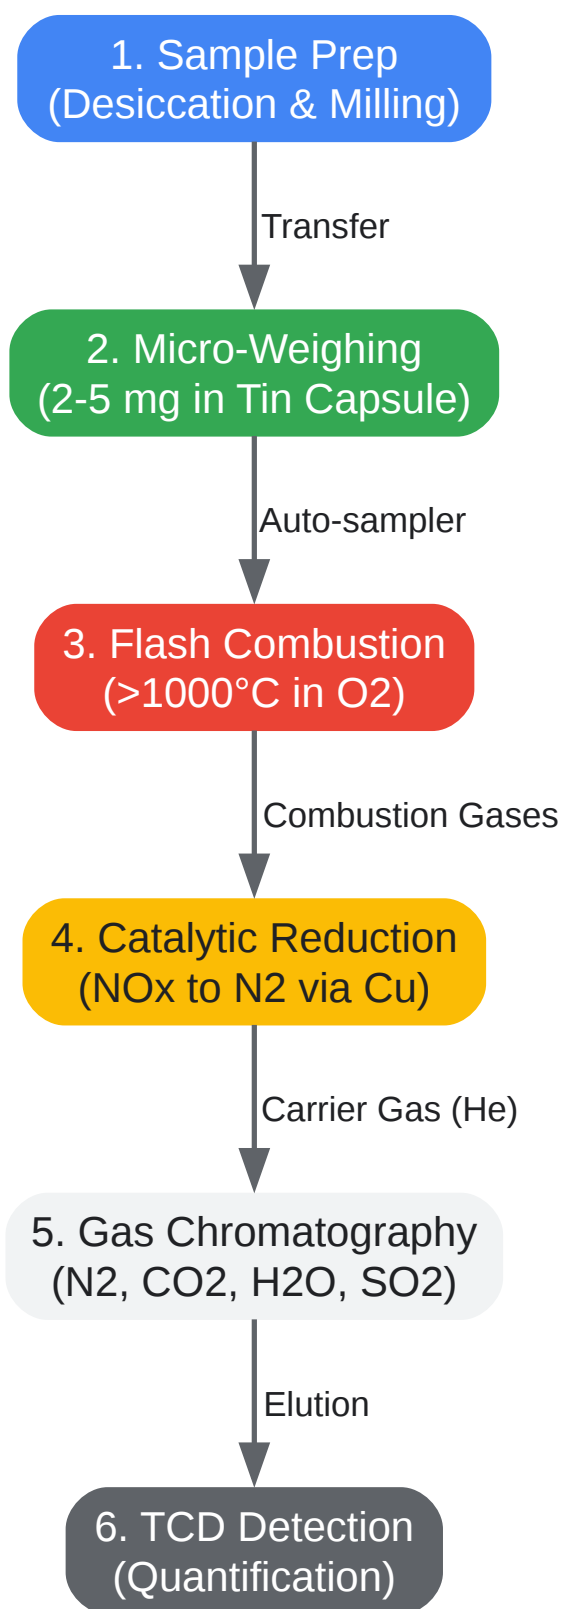 1. Sample Prep
(Desiccation & Milling)
Transfer
2. Micro-Weighing
(2-5 mg in Tin Capsule)
Auto-sampler
3. Flash Combustion
(>1000°C in O2)
Combustion Gases
4. Catalytic Reduction
(NOx to N2 via Cu)
Carrier Gas (He)
5. Gas Chromatography
(N2, CO2, H2O, SO2)
Elution
6. TCD Detection
(Quantification)